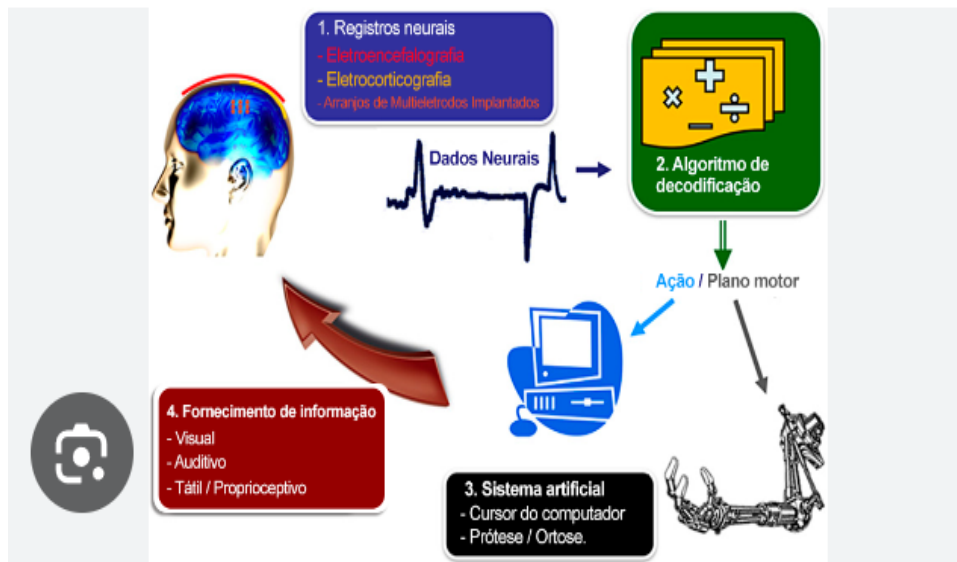 1. Registros neurais
- Eletroencefaiografia
- Eletrocorticografia
- Arranjos de Multieletrodos Implantados
Dados Neurais
2. Algoritmo de
decodificação
Ação / Plano motor
4. Fornecimento de informação
- Visual
- Auditivo
- Tátil / Proprioceptivo
3. Sistema artificial
- Cursor do computador
- Prótese / Ortose.